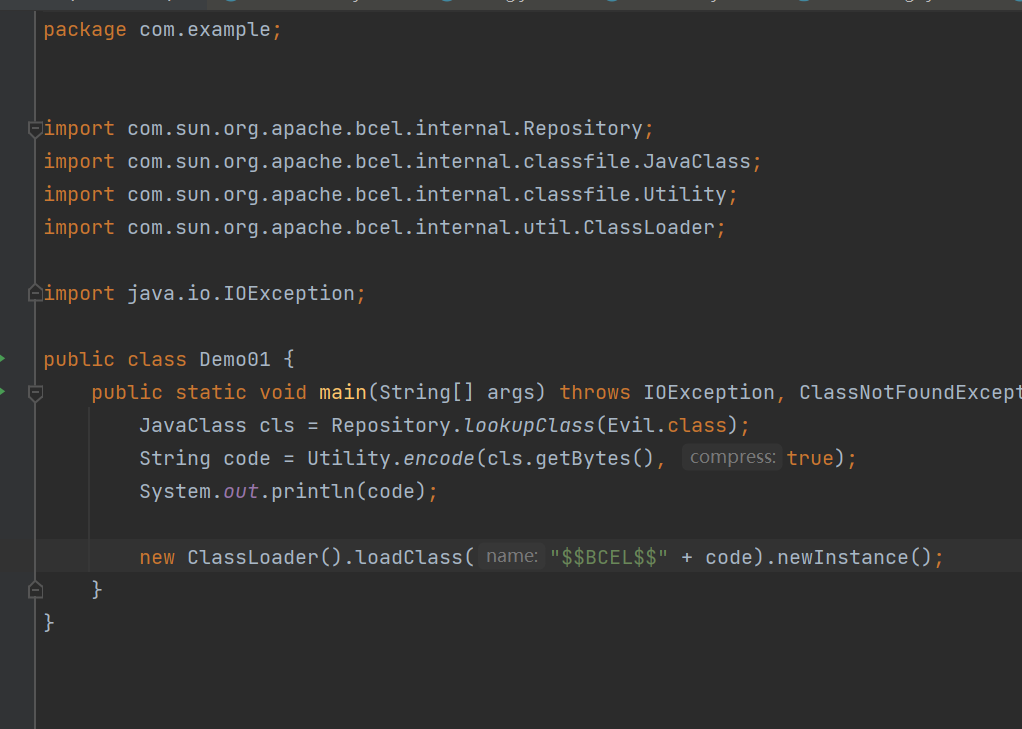 package com.example;
import com.sun.org.apache.bcel.internal.Repository;
import com.sun.org.apache.bcel.internal.classfile.JavaClass;
import com.sun.org.apache.bcel.internal.classfile.Utility;
import com.sun.org.apache.bcel.internal.util.ClassLoader;
import java.io.IOException;
public class Demo01 {
public static void main(String[] args) throws IOException, ClassNotFoundExcept
JavaClass cls = Repository.lookupClass(Evil.class);
String code = Utility.encode(cls.getBytes(), compress: true);
System.out.println(code);
new ClassLoader().loadClass( name: "$$BCEL$$" + code).newInstance();
}
}